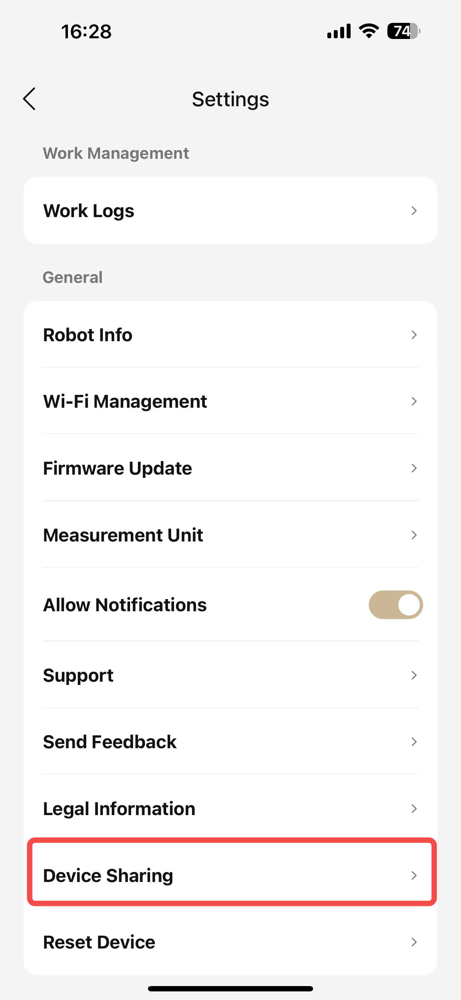 16:28
74
Settings
Work Management
Work Logs
General
Robot Info
Wi-Fi Management
Firmware Update
Measurement Unit
Allow Notifications
Support
Send Feedback
Legal Information
Device Sharing
Reset Device